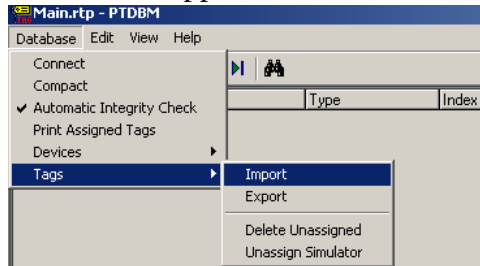 Main.rtp - PTDBM
Database Edit View Help
Connect
Compact
Automatic Integrity Check
Print Assigned Tags
Devices
Tags
Type Index
Import
Export
Delete Unassigned
Unassign Simulator